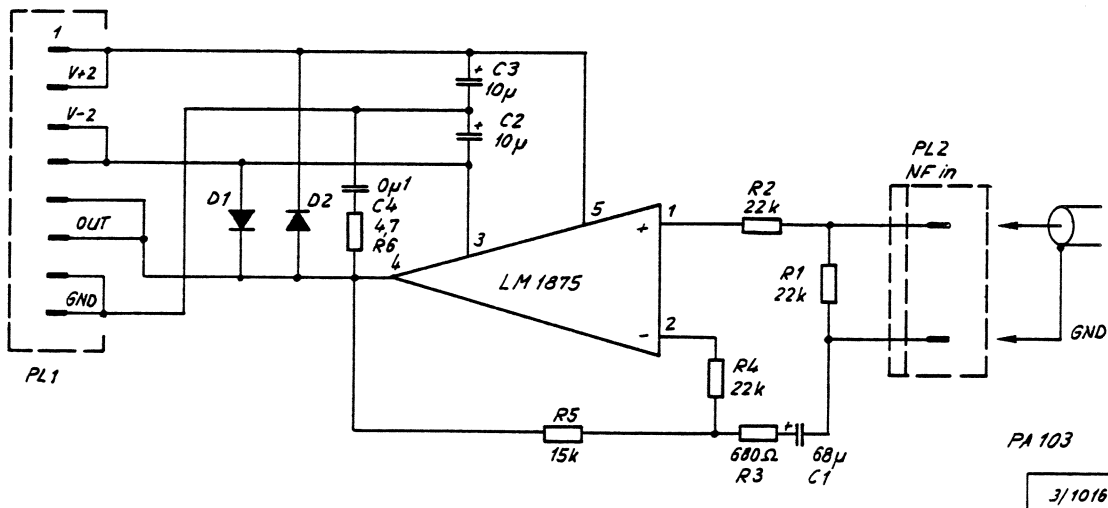 1
V+2
V-2
OUT
GND
PL1
+ C3
10µ
+ C2
10µ
D1
D2
0µ1
C4
4,7
R6
3
4
5
1
2
+
-
LM 1875
R2
22k
R1
22k
R4
22k
R5
15k
680Ω
R3
+
68µ
C1
PL2
NF in
GND
PA 103
3/1016